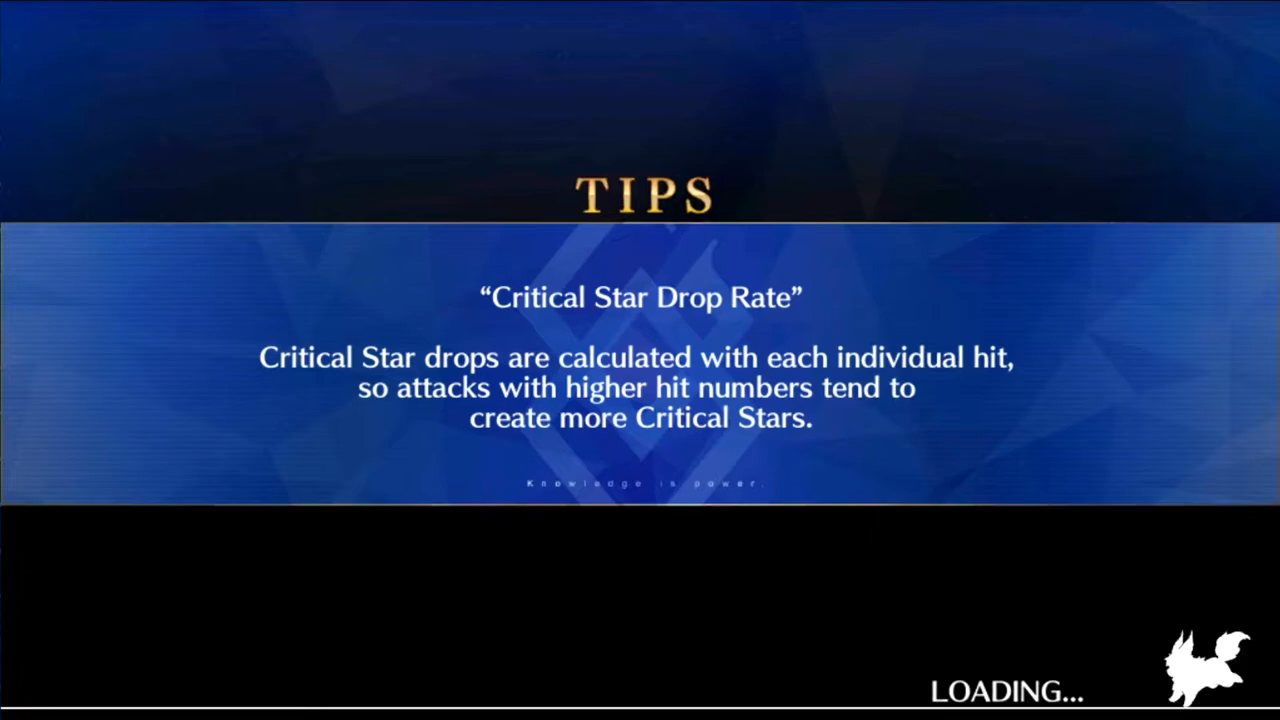 TIPS
“Critical Star Drop Rate”
Critical Star drops are calculated with each individual hit,
so attacks with higher hit numbers tend to
create more Critical Stars.
Knowledge is power.
LOADING...